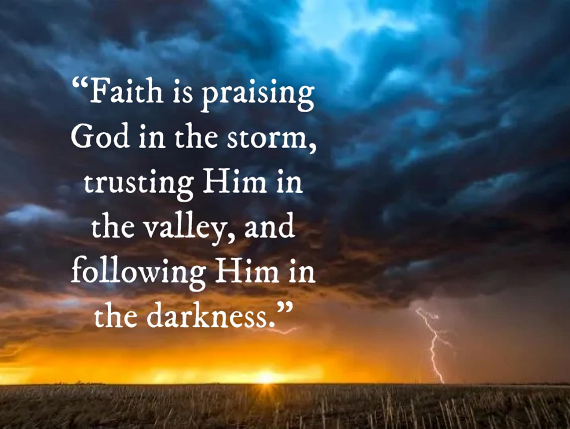 “Faith is praising
God in the storm,
trusting Him in
the valley, and
following Him in
the darkness.”